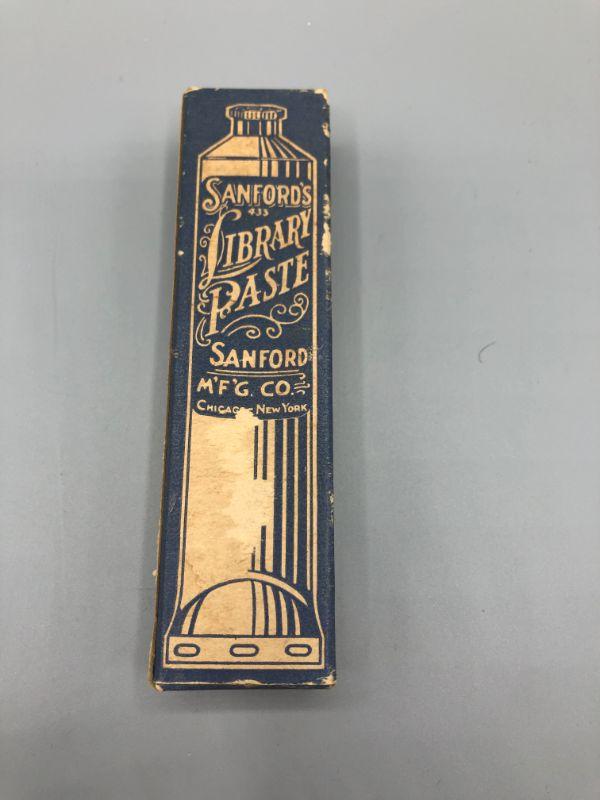 SANFORD'S
433
LIBRARY
PASTE
SANFORD
M'F'G. CO.
CHICAGO-NEW YORK